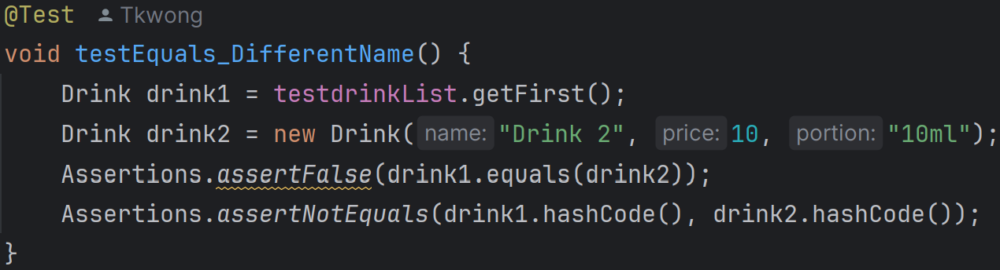 @Test Tkwong
void testEquals_DifferentName() {
    Drink drink1 = testdrinkList.getFirst();
    Drink drink2 = new Drink( name: "Drink 2", price: 10, portion: "10ml");
    Assertions.assertFalse(drink1.equals(drink2));
    Assertions.assertNotEquals(drink1.hashCode(), drink2.hashCode());
}